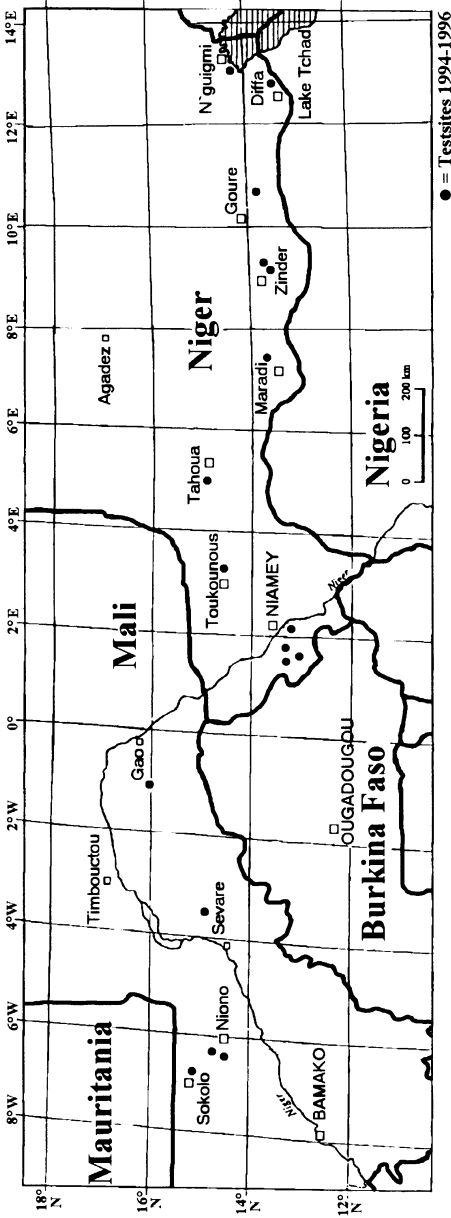 8°W
6°W
4°W
2°W
0°
2°E
4°E
6°E
8°E
10°E
12°E
14°E
18°
N
16°
N
14°
N
12°
N
Mauritania
Mali
Niger
Timbouctou
Gao
Agadez
Tahoua
Toukounous
N`guigmi
Goure
Diffa
Zinder
Maradi
Lake Tchad
Sokolo
Niono
Sevare
NIAMEY
Niger
BAMAKO
Niger
OUGADOUGOU
Burkina Faso
Nigeria
0 100 200 km
● = Testsites 1994-1996